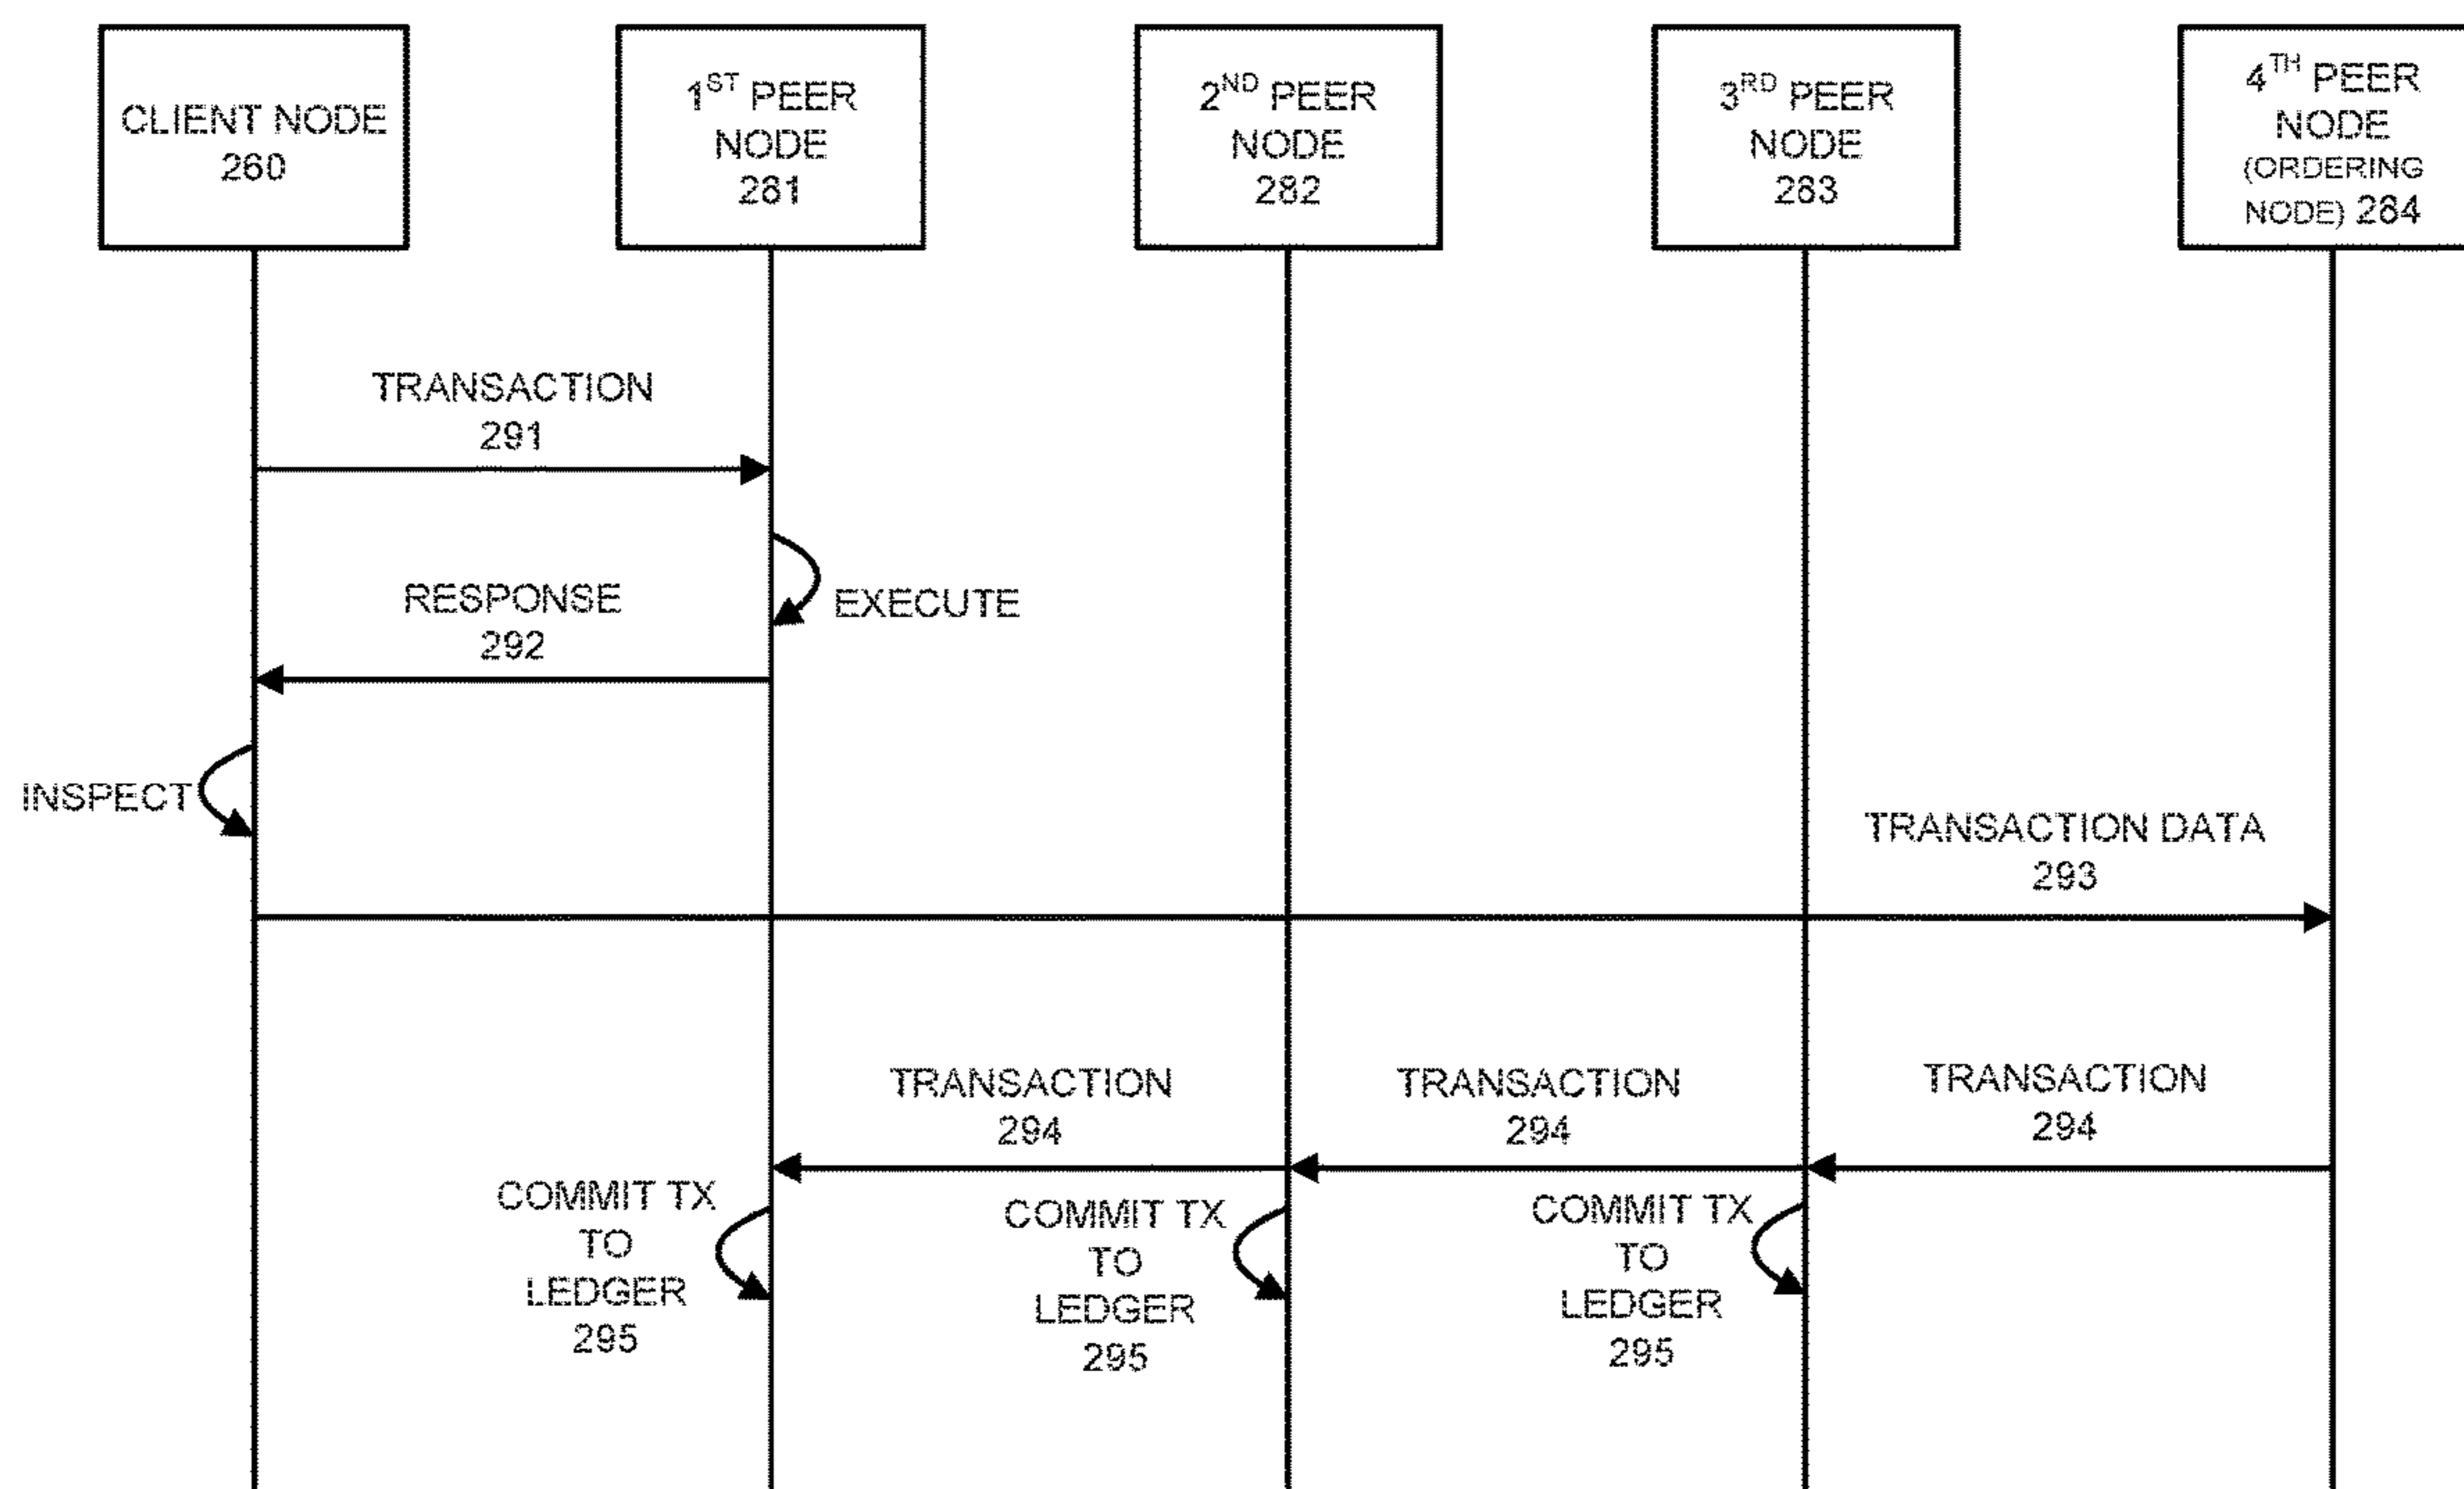 CLIENT NODE
260
1ST PEER
NODE
281
2ND PEER
NODE
282
3RD PEER
NODE
283
4TH PEER
NODE
(ORDERING
NODE) 284
TRANSACTION
291
EXECUTE
RESPONSE
292
INSPECT
TRANSACTION DATA
293
TRANSACTION
294
TRANSACTION
294
TRANSACTION
294
COMMIT TX
TO
LEDGER
295
COMMIT TX
TO
LEDGER
295
COMMIT TX
TO
LEDGER
295